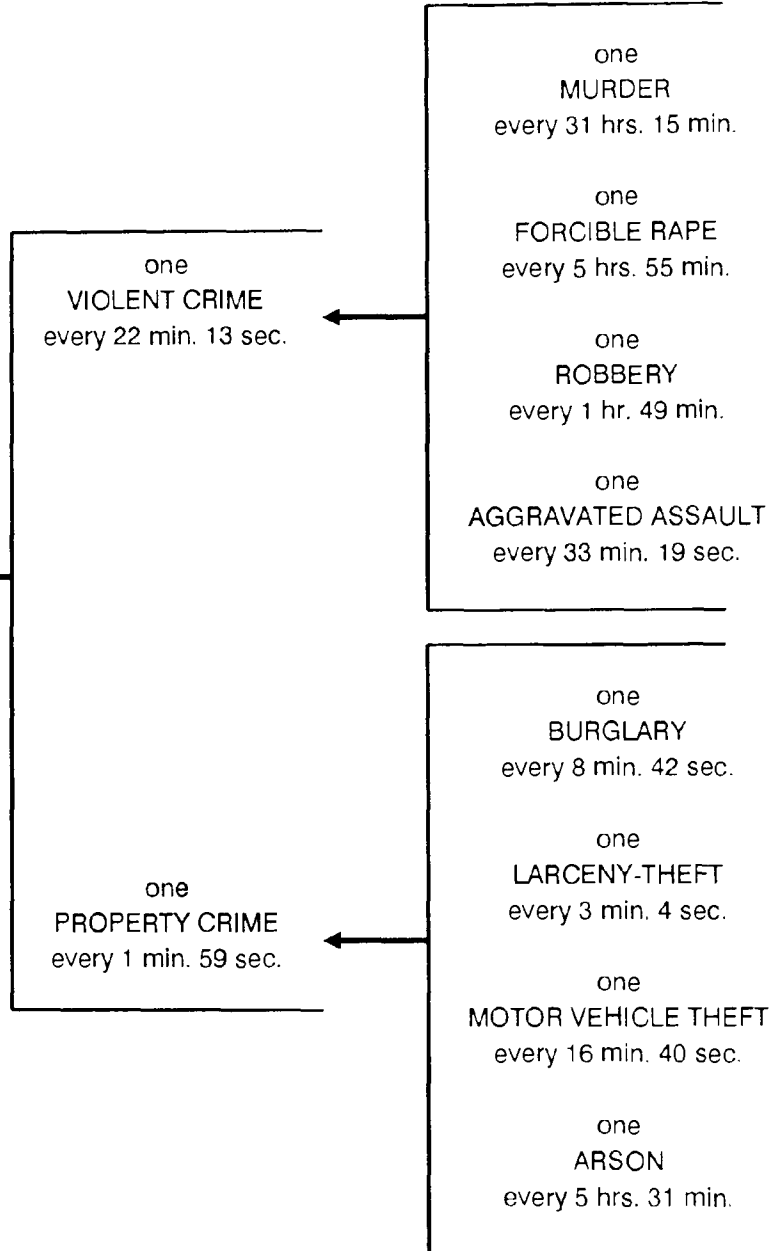 one
VIOLENT CRIME
every 22 min. 13 sec.
one
PROPERTY CRIME
every 1 min. 59 sec.
one
MURDER
every 31 hrs. 15 min.
one
FORCIBLE RAPE
every 5 hrs. 55 min.
one
ROBBERY
every 1 hr. 49 min.
one
AGGRAVATED ASSAULT
every 33 min. 19 sec.
one
BURGLARY
every 8 min. 42 sec.
one
LARCENY-THEFT
every 3 min. 4 sec.
one
MOTOR VEHICLE THEFT
every 16 min. 40 sec.
one
ARSON
every 5 hrs. 31 min.